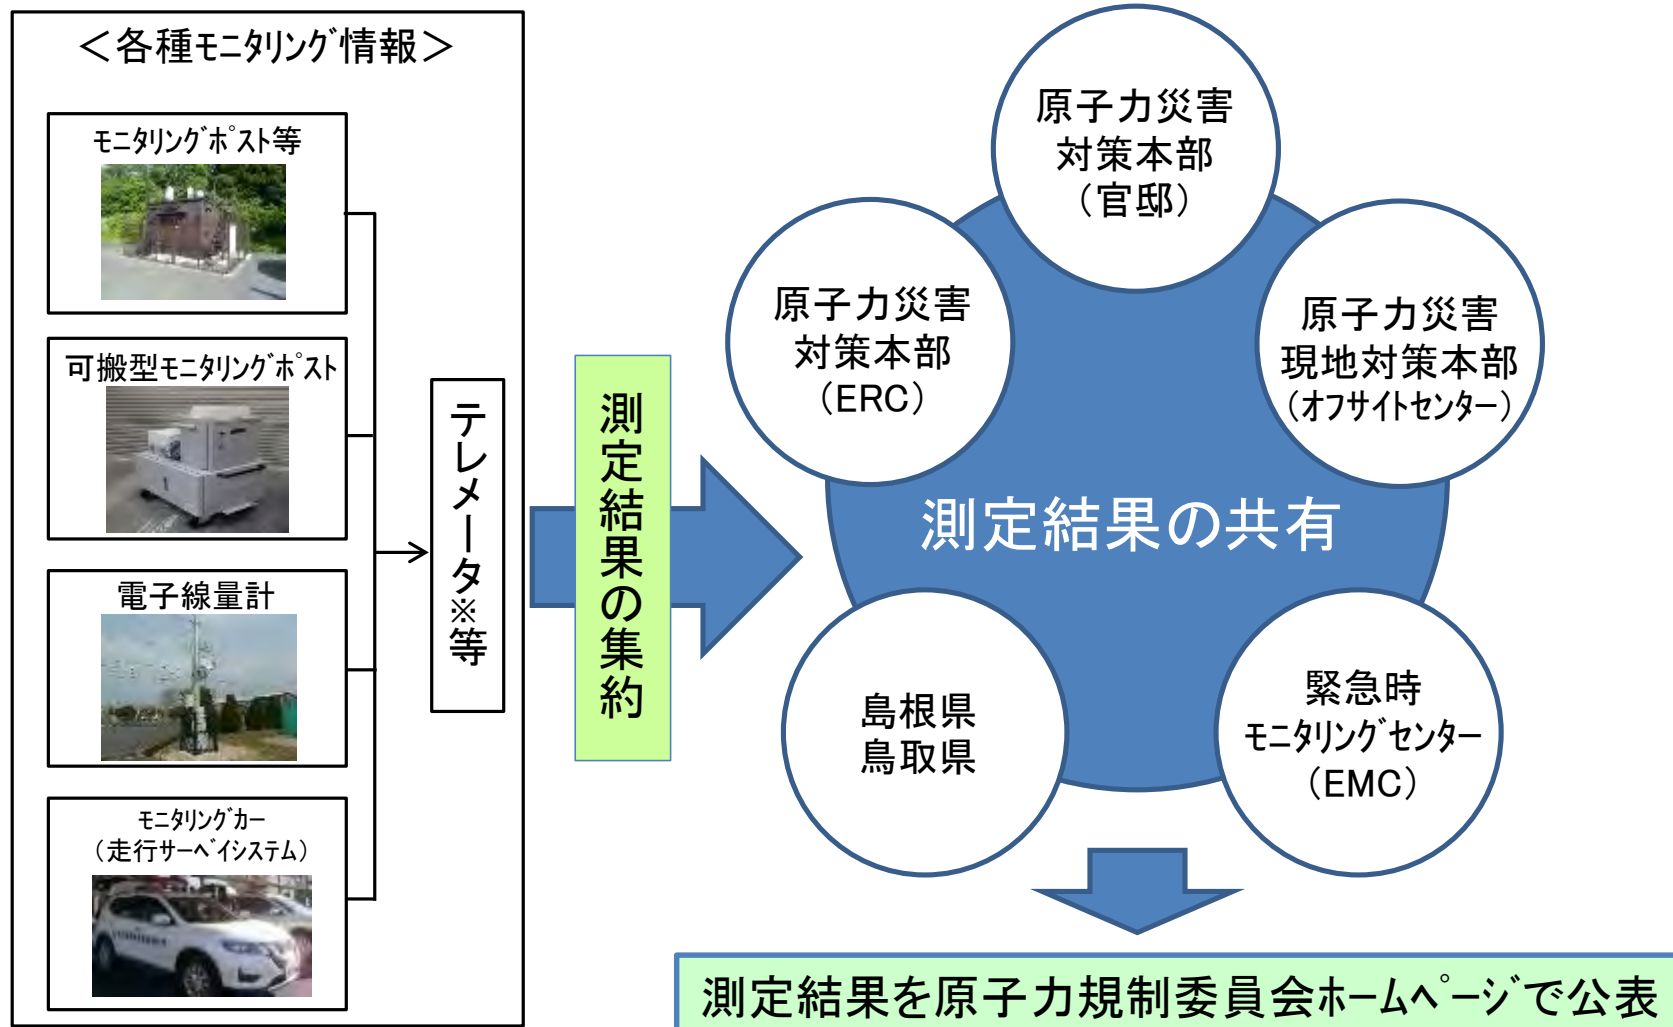 ＜各種ﾓﾆﾀﾘﾝｸﾞ情報＞
ﾓﾆﾀﾘﾝｸﾞﾎﾟｽﾄ等
可搬型ﾓﾆﾀﾘﾝｸﾞﾎﾟｽﾄ
電子線量計
ﾓﾆﾀﾘﾝｸﾞｶｰ
（走行ｻｰﾍﾞｲｼｽﾃﾑ）
テレメータ※等
測定結果の集約
原子力災害
対策本部
（官邸）
原子力災害
対策本部
（ERC）
原子力災害
現地対策本部
（ｵﾌｻｲﾄｾﾝﾀｰ）
測定結果の共有
島根県
鳥取県
緊急時
ﾓﾆﾀﾘﾝｸﾞｾﾝﾀｰ
（EMC）
測定結果を原子力規制委員会ﾎｰﾑﾍﾟｰｼﾞで公表